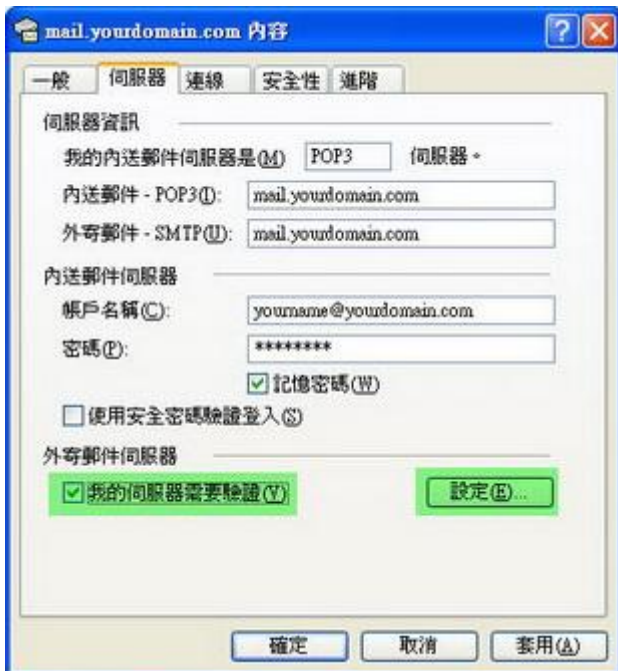 mail.yourdomain.com 內容
一般 伺服器 連線 安全性 進階
伺服器資訊
我的內送郵件伺服器是(M) POP3 伺服器。
內送郵件 - POP3(I): mail.yourdomain.com
外寄郵件 - SMTP(U): mail.yourdomain.com
內送郵件伺服器
帳戶名稱(C): yourname@yourdomain.com
密碼(P): ********
記憶密碼(W)
使用安全密碼驗證登入(S)
外寄郵件伺服器
我的伺服器需要驗證(V) 設定(E)...
確定 取消 套用(A)